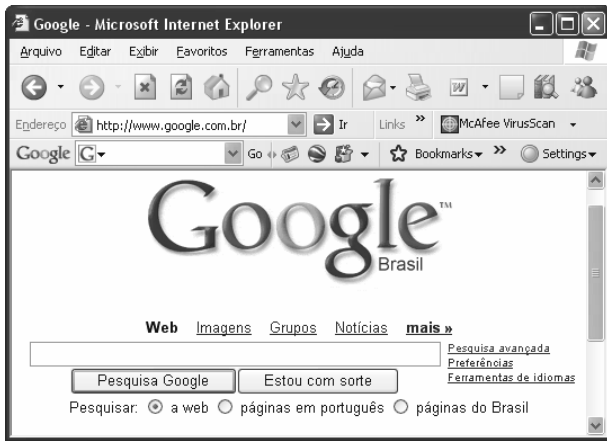 Google - Microsoft Internet Explorer
Arquivo Editar Exibir Favoritos Ferramentas Ajuda
W
Endereço http://www.google.com.br/ Ir Links » McAfee VirusScan
Google G Go Bookmarks » Settings
Google™
Brasil
Web Imagens Grupos Notícias mais »
Pesquisa avançada
Preferências
Ferramentas de idiomas
Pesquisa Google Estou com sorte
Pesquisar: a web páginas em português páginas do Brasil